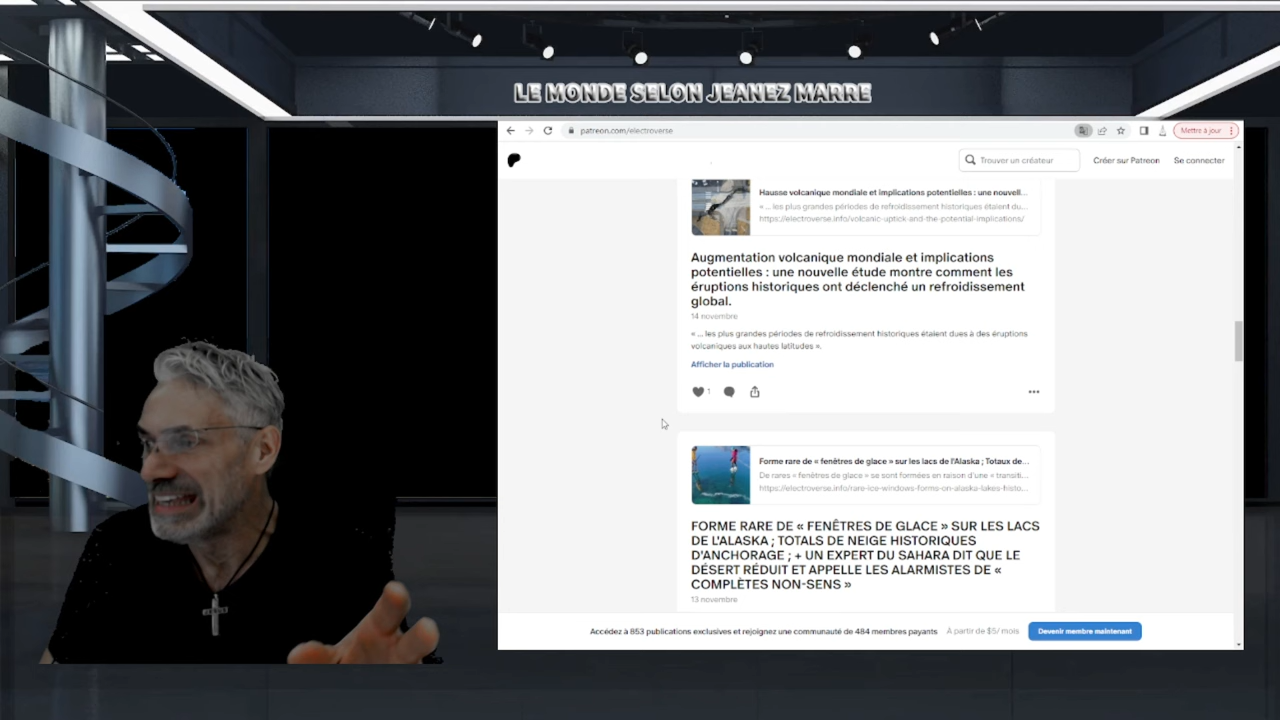 LE MONDE SELON JEANEZ MARRE
patreon.com/electroverse
Mettre à jour
Trouver un créateur
Créer sur Patreon
Se connecter
Hausse volcanique mondiale et implications potentielles : une nouvell...
« ... les plus grandes périodes de refroidissement historiques étaient du...
https://electroverse.info/volcanic-uptick-and-the-potential-implications/
Augmentation volcanique mondiale et implications
potentielles : une nouvelle étude montre comment les
éruptions historiques ont déclenché un refroidissement
global.
14 novembre
« ... les plus grandes périodes de refroidissement historiques étaient dues à des éruptions
volcaniques aux hautes latitudes ».
Afficher la publication
1
Forme rare de « fenêtres de glace » sur les lacs de l'Alaska ; Totaux de...
De rares « fenêtres de glace » se sont formées en raison d'une « transiti...
https://electroverse.info/rare-ice-windows-forms-on-alaska-lakes-histo...
FORME RARE DE « FENÊTRES DE GLACE » SUR LES LACS
DE L'ALASKA ; TOTALS DE NEIGE HISTORIQUES
D'ANCHORAGE ; + UN EXPERT DU SAHARA DIT QUE LE
DÉSERT RÉDUIT ET APPELLE LES ALARMISTES DE «
COMPLÈTES NON-SENS »
13 novembre
Accédez à 853 publications exclusives et rejoignez une communauté de 484 membres payants
À partir de $5/ mois
Devenir membre maintenant